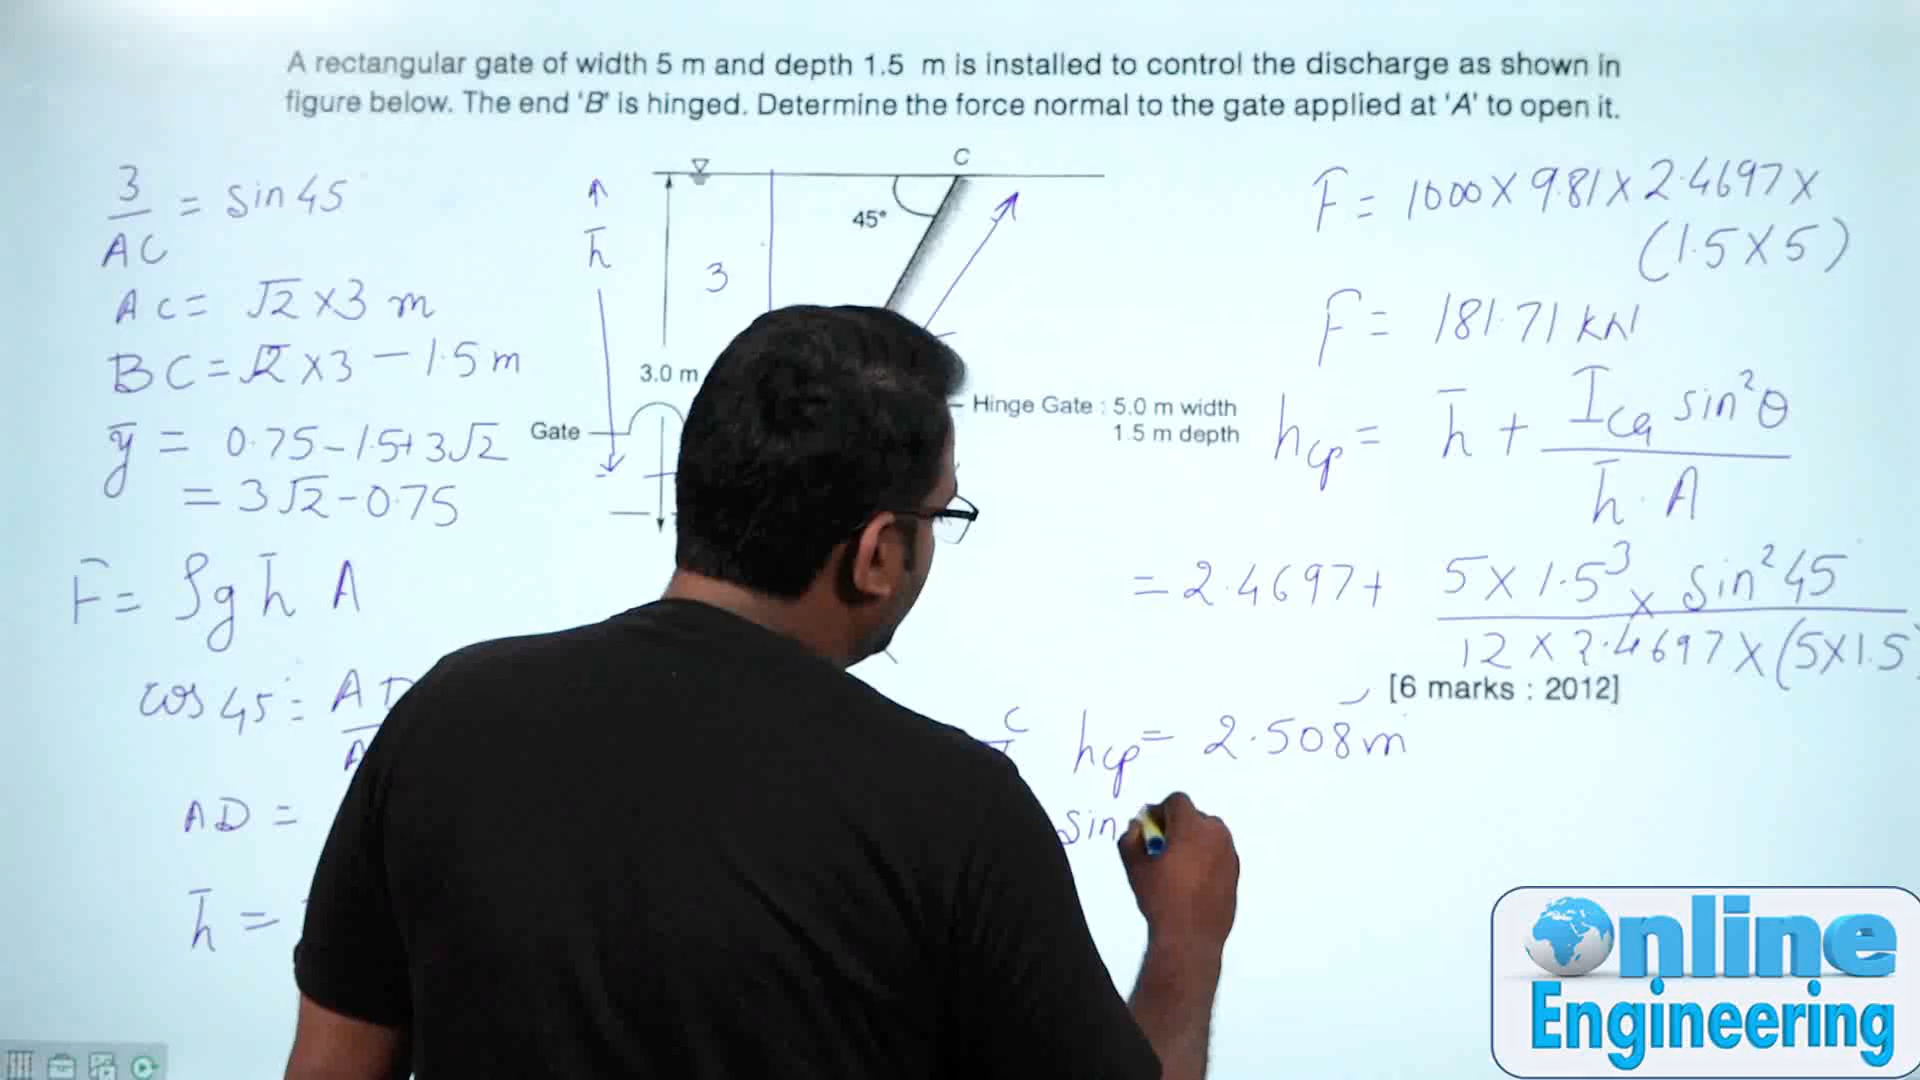 A rectangular gate of width 5 m and depth 1.5 m is installed to control the discharge as shown in
figure below. The end 'B' is hinged. Determine the force normal to the gate applied at 'A' to open it.
3/AC = sin 45
AC = √2 × 3 m
BC = √2 × 3 - 1.5 m
ȳ = 0.75 - 1.5 + 3√2
= 3√2 - 0.75
F = ρg h̄ A
cos 45 =
AD =
h̄ =
C
45°
h̄
3
3.0 m
Gate
Hinge Gate : 5.0 m width
1.5 m depth
F = 1000 × 9.81 × 2.4697 ×
(1.5 × 5)
F = 181.71 kN
hcp = h̄ + ICG sin²θ / h̄ . A
= 2.4697 + 5 × 1.5³ × sin²45 / 12 × 2.4697 × (5 × 1.5)
[6 marks : 2012]
C
hcp = 2.508 m
sin
Online
Engineering